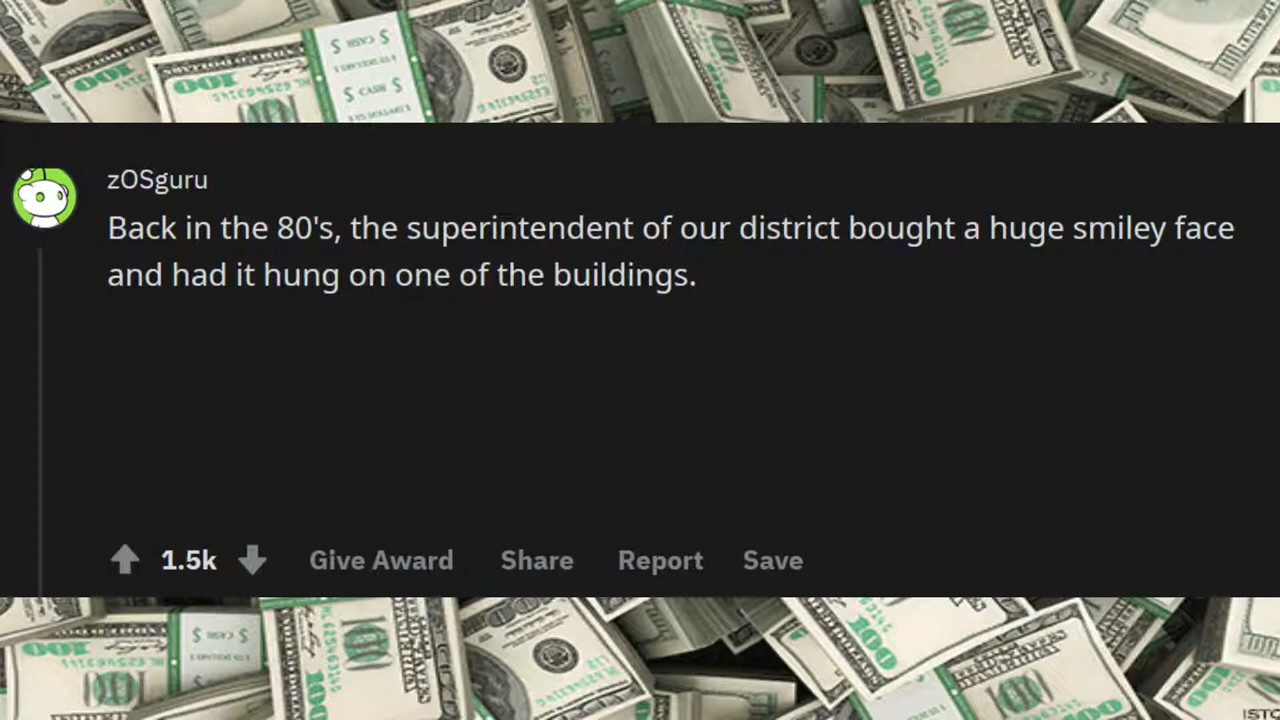 zOSguru
Back in the 80's, the superintendent of our district bought a huge smiley face
and had it hung on one of the buildings.
1.5k Give Award Share Report Save